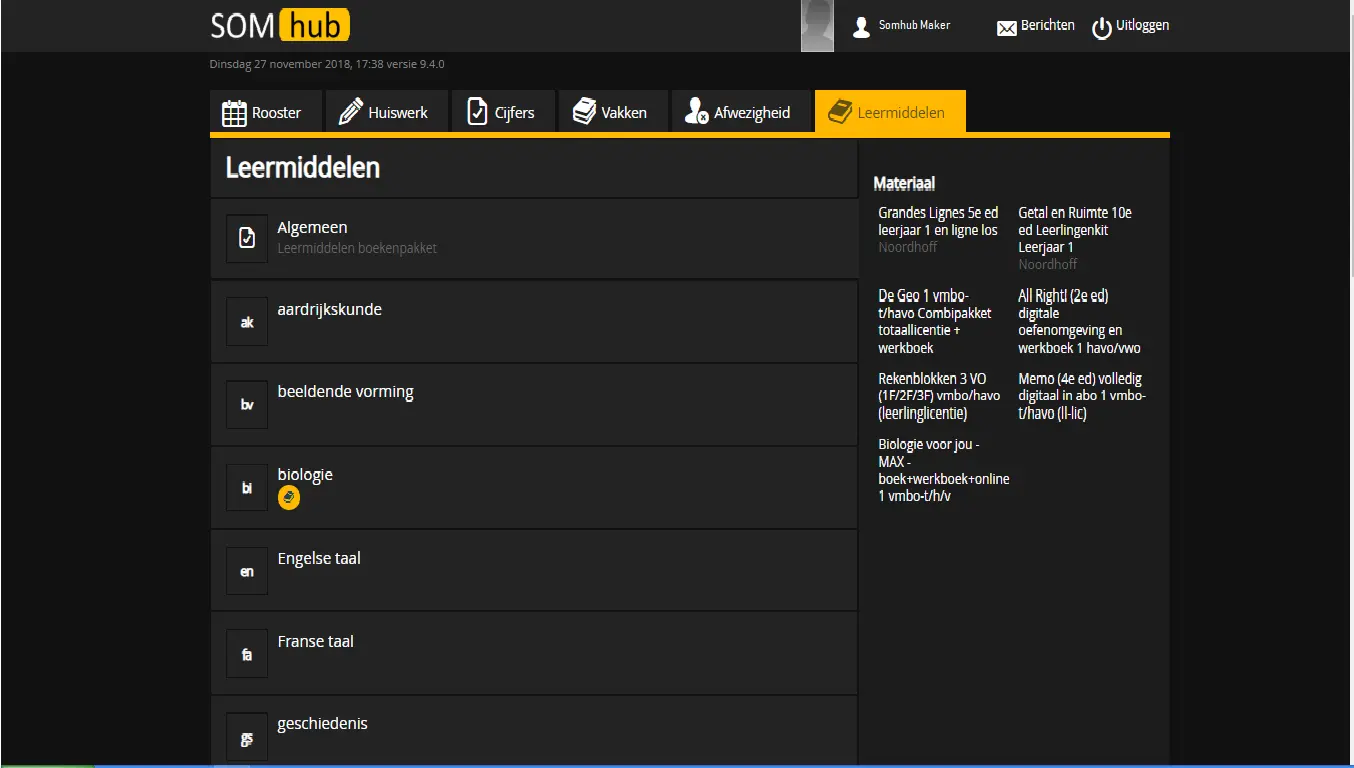 SOM hub
Somhub Maker
Berichten
Uitloggen
Dinsdag 27 november 2018, 17:38 versie 9.4.0
Rooster
Huiswerk
Cijfers
Vakken
Afwezigheid
Leermiddelen
Leermiddelen
Algemeen
Leermiddelen boekenpakket
ak
aardrijkskunde
bv
beeldende vorming
bi
biologie
en
Engelse taal
fa
Franse taal
gs
geschiedenis
Materiaal
Grandes Lignes 5e ed
leerjaar 1 en ligne los
Noordhoff
Getal en Ruimte 10e
ed Leerlingenkit
Leerjaar 1
Noordhoff
De Geo 1 vmbo-
t/havo Combipakket
totaallicentie +
werkboek
All Right! (2e ed)
digitale
oefenomgeving en
werkboek 1 havo/vwo
Rekenblokken 3 VO
(1F/2F/3F) vmbo/havo
(leerlinglicentie)
Memo (4e ed) volledig
digitaal in abo 1 vmbo-
t/havo (ll-lic)
Biologie voor jou -
MAX -
boek+werkboek+online
1 vmbo-t/h/v